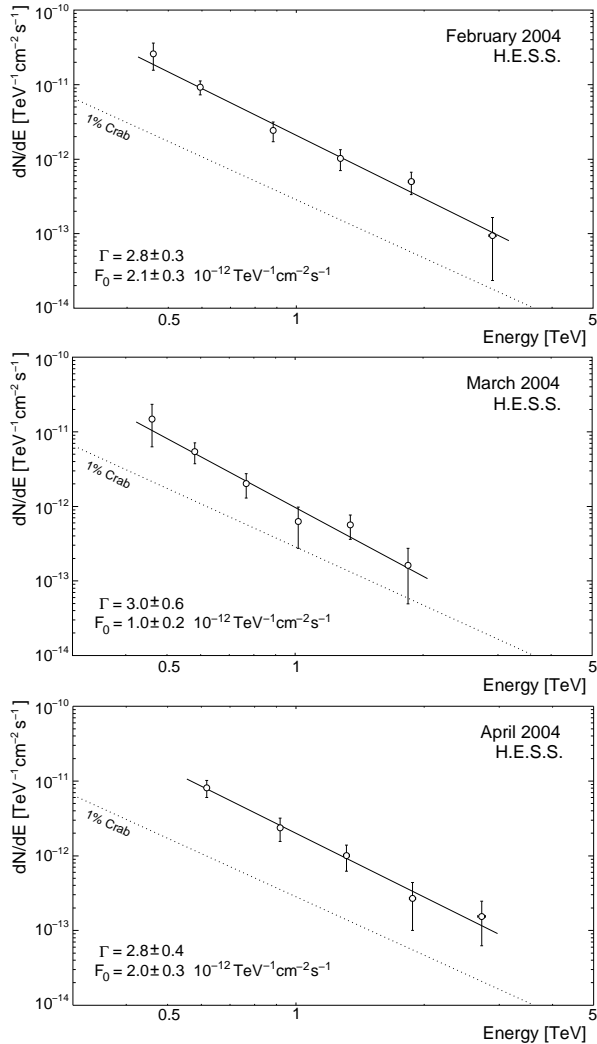 dN/dE [TeV⁻¹cm⁻² s⁻¹]
10⁻¹⁰
February 2004
H.E.S.S.
10⁻¹¹
1% Crab
10⁻¹²
10⁻¹³
Γ = 2.8±0.3
F₀ = 2.1±0.3 10⁻¹² TeV⁻¹cm⁻²s⁻¹
10⁻¹⁴
0.5 1 5
Energy [TeV]
dN/dE [TeV⁻¹cm⁻² s⁻¹]
10⁻¹⁰
March 2004
H.E.S.S.
10⁻¹¹
1% Crab
10⁻¹²
10⁻¹³
Γ = 3.0±0.6
F₀ = 1.0±0.2 10⁻¹² TeV⁻¹cm⁻²s⁻¹
10⁻¹⁴
0.5 1 5
Energy [TeV]
dN/dE [TeV⁻¹cm⁻² s⁻¹]
10⁻¹⁰
April 2004
H.E.S.S.
10⁻¹¹
1% Crab
10⁻¹²
10⁻¹³
Γ = 2.8±0.4
F₀ = 2.0±0.3 10⁻¹² TeV⁻¹cm⁻²s⁻¹
10⁻¹⁴
0.5 1 5
Energy [TeV]